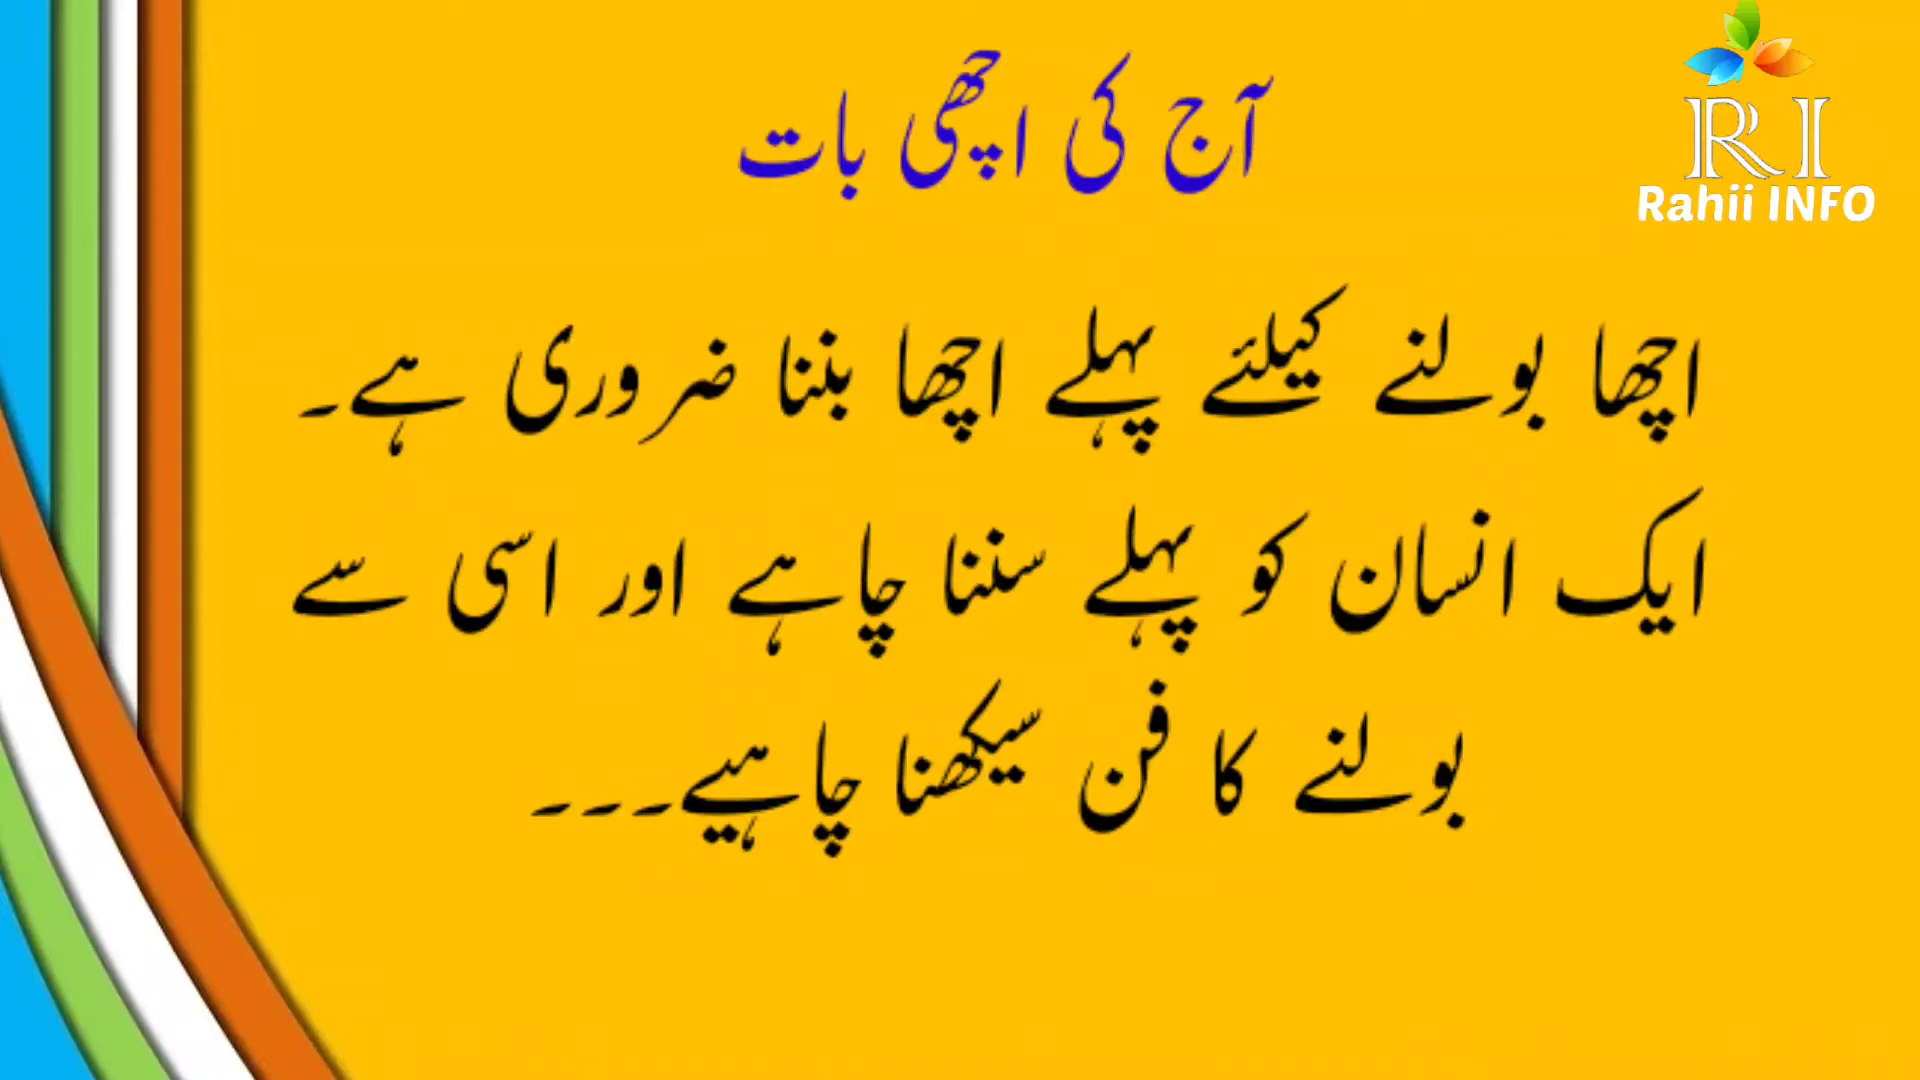 آج کی اچھی بات
RI
Rahii INFO
اچھا بولنے کیلئے پہلے اچھا بننا ضروری ہے۔
ایک انسان کو پہلے سننا چاہے اور اسی سے
بولنے کا فن سیکھنا چاہیے۔۔۔